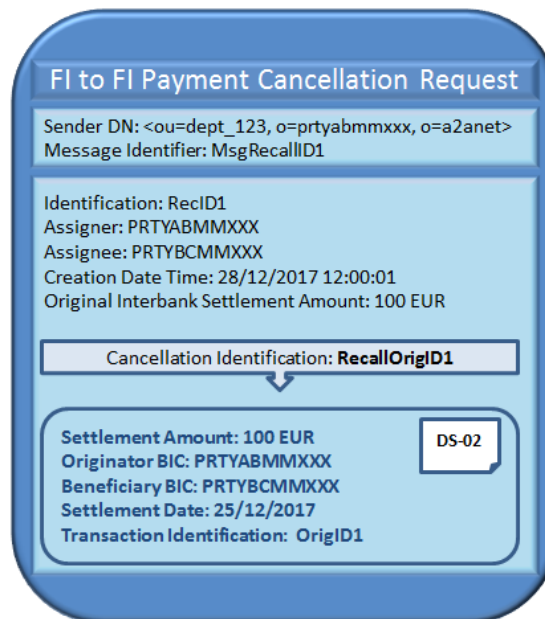 FI to FI Payment Cancellation Request
Sender DN: <ou=dept_123, o=prtyabmmxxx, o=a2anet>
Message Identifier: MsgRecallID1
Identification: RecID1
Assigner: PRTYABMMXXX
Assignee: PRTYBCMMXXX
Creation Date Time: 28/12/2017 12:00:01
Original Interbank Settlement Amount: 100 EUR
Cancellation Identification: RecallOrigID1
Settlement Amount: 100 EUR
DS-02
Originator BIC: PRTYABMMXXX
Beneficiary BIC: PRTYBCMMXXX
Settlement Date: 25/12/2017
Transaction Identification: OrigID1